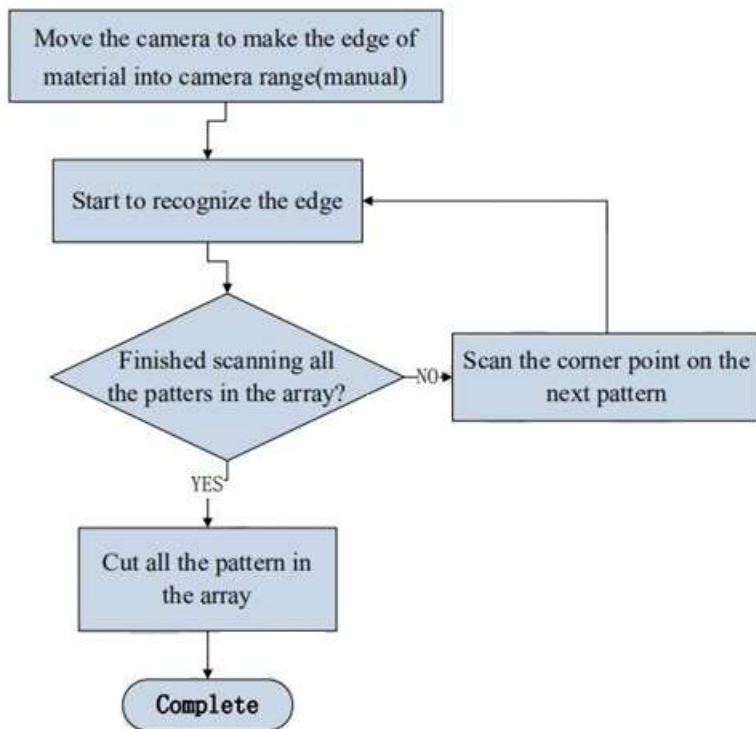 Move the camera to make the edge of
material into camera range(manual)
Start to recognize the edge
Finished scanning all
the patters in the array?
NO
Scan the corner point on the
next pattern
YES
Cut all the pattern in
the array
Complete